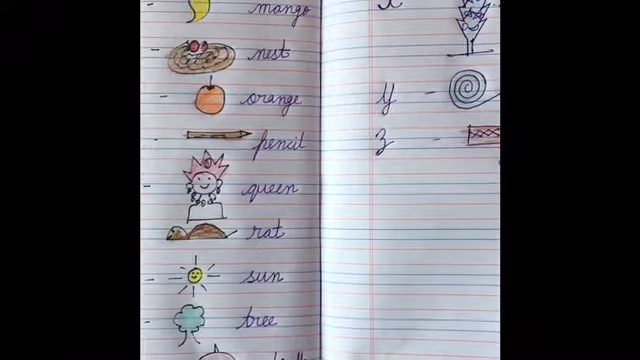 mango
nest
orange
pencil
queen
rat
sun
tree
x
y
z